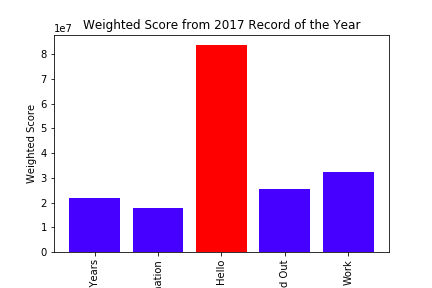 Weighted Score from 2017 Record of the Year
1e7
8
7
6
5
4
3
2
1
0
Weighted Score
Years
nation
Hello
d Out
Work